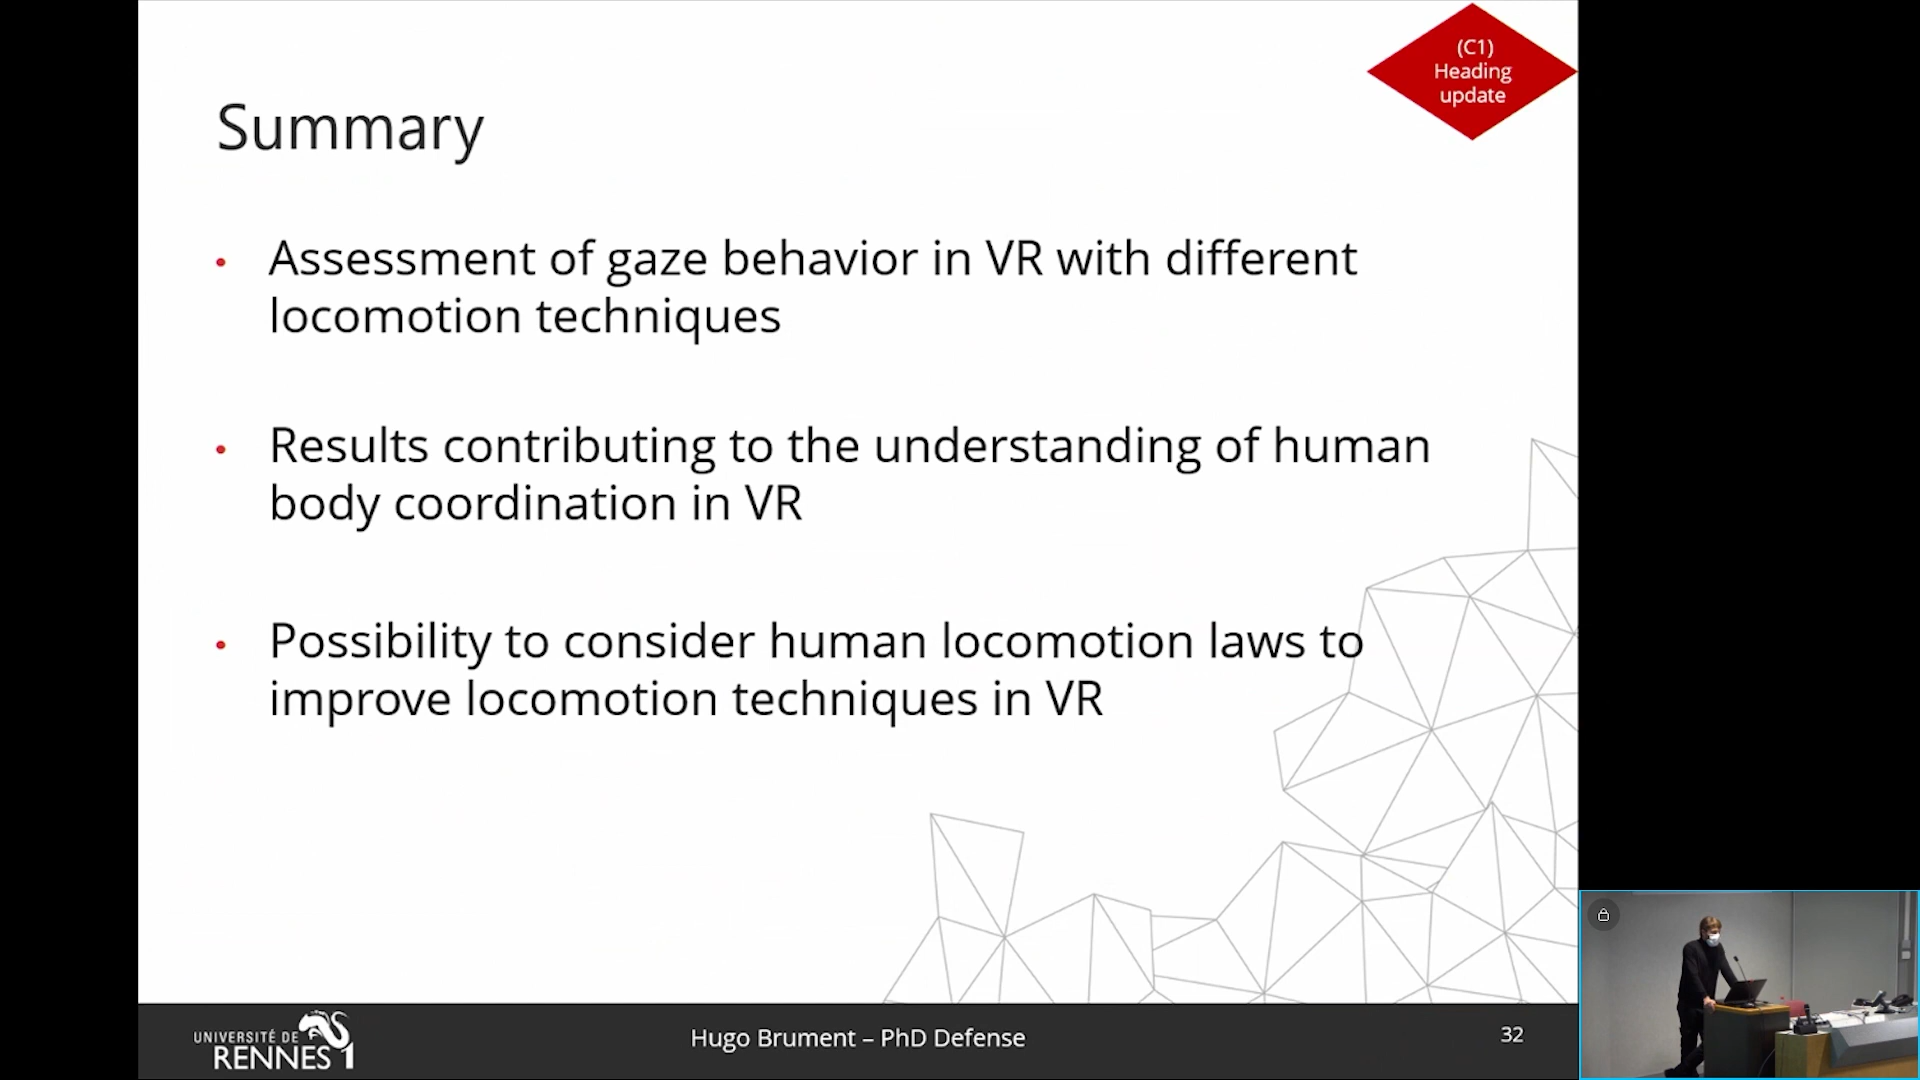 (C1)
Heading
update
Summary
• Assessment of gaze behavior in VR with different
locomotion techniques
• Results contributing to the understanding of human
body coordination in VR
• Possibility to consider human locomotion laws to
improve locomotion techniques in VR
UNIVERSITÉ DE
RENNES 1
Hugo Brument – PhD Defense
32